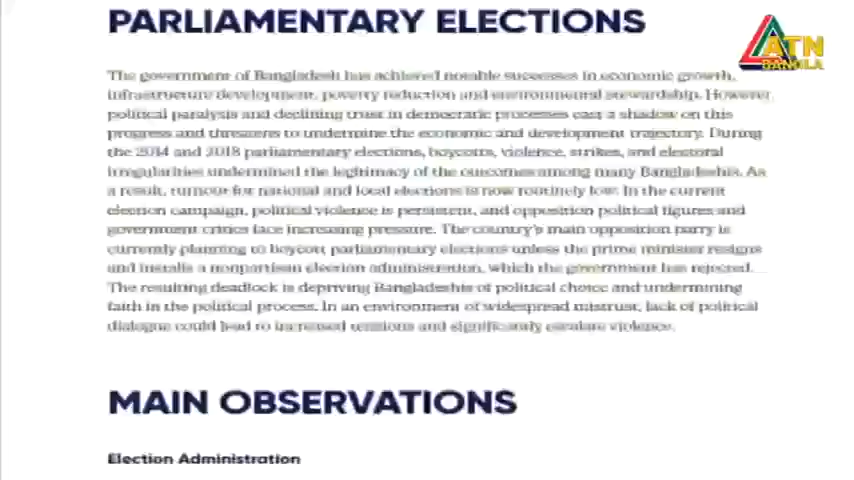 PARLIAMENTARY ELECTIONS
ATN
BANGLA
The government of Bangladesh has achieved notable successes in economic growth,
infrastructure development, poverty reduction and environmental stewardship. However,
political paralysis and declining trust in democratic processes cast a shadow on this
progress and threatens to undermine the economic and development trajectory. During
the 2014 and 2018 parliamentary elections, boycotts, violence, strikes, and electoral
irregularities undermined the legitimacy of the outcomes among many Bangladeshis. As
a result, turnout for national and local elections is now routinely low. In the current
election campaign, political violence is persistent, and opposition political figures and
government critics face increasing pressure. The country's main opposition party is
currently planning to boycott parliamentary elections unless the prime minister resigns
and installs a nonpartisan election administration, which the government has rejected.
The resulting deadlock is depriving Bangladeshis of political choice and undermining
faith in the political process. In an environment of widespread mistrust, lack of political
dialogue could lead to increased tensions and significantly escalate violence.
MAIN OBSERVATIONS
Election Administration